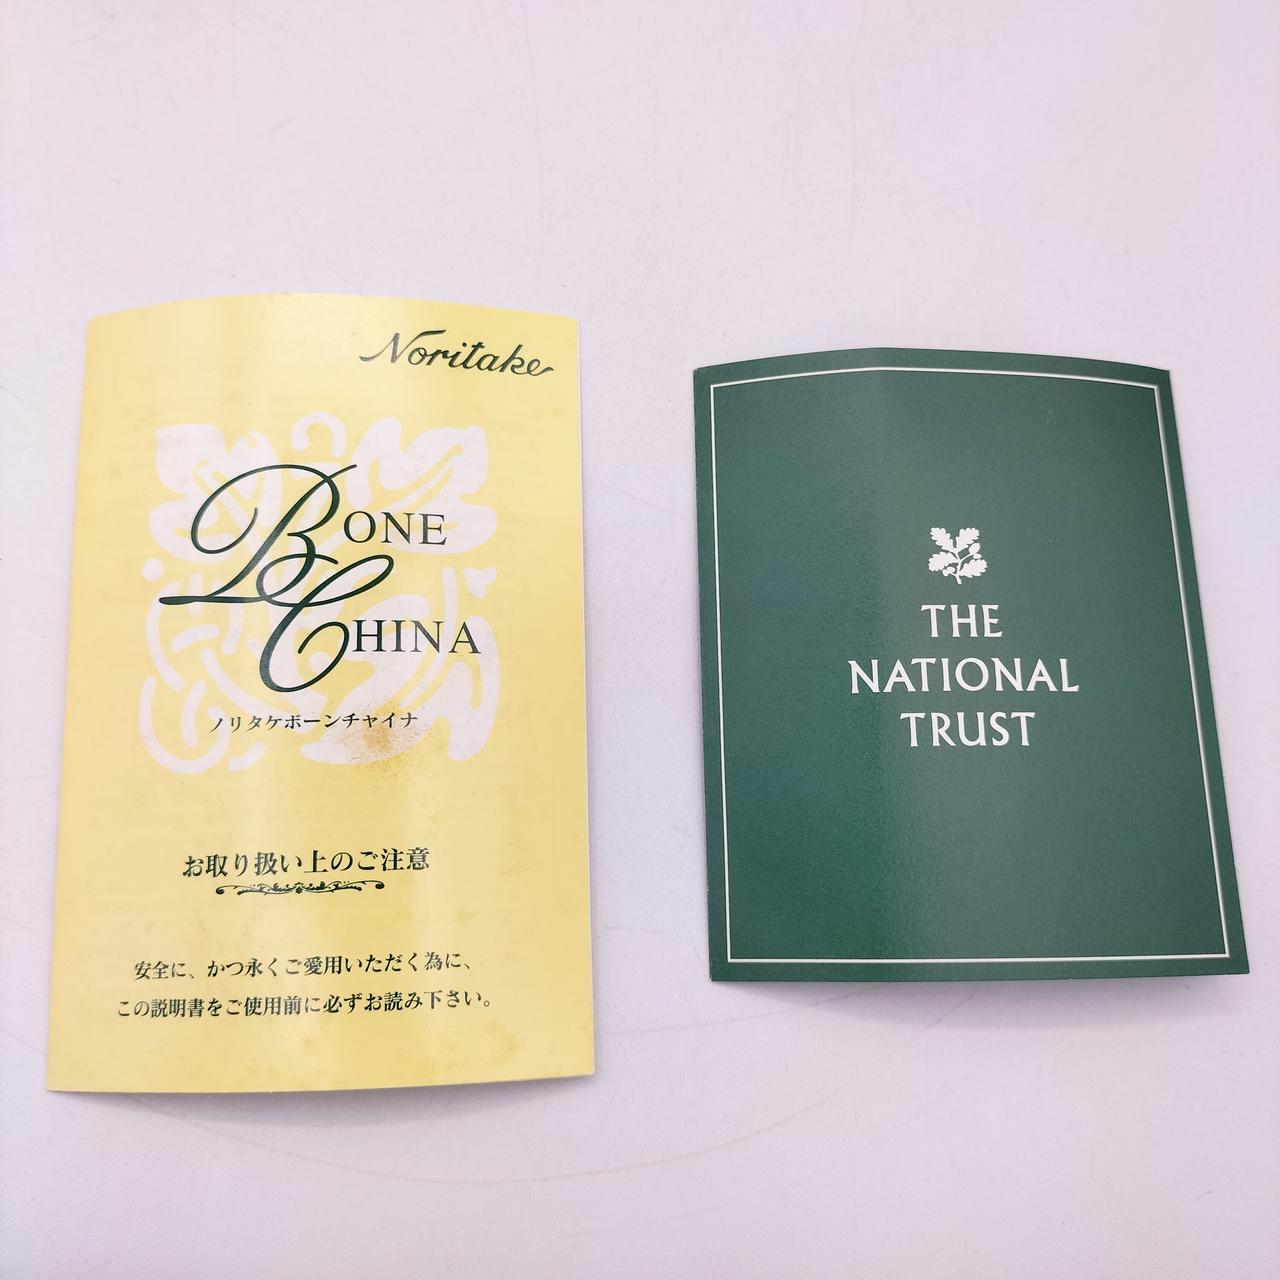 Noritake
BONE
CHINA
ノリタケボーンチャイナ
お取り扱い上のご注意
安全に、かつ永くご愛用いただく為に、
この説明書をご使用前に必ずお読み下さい。
THE
NATIONAL
TRUST